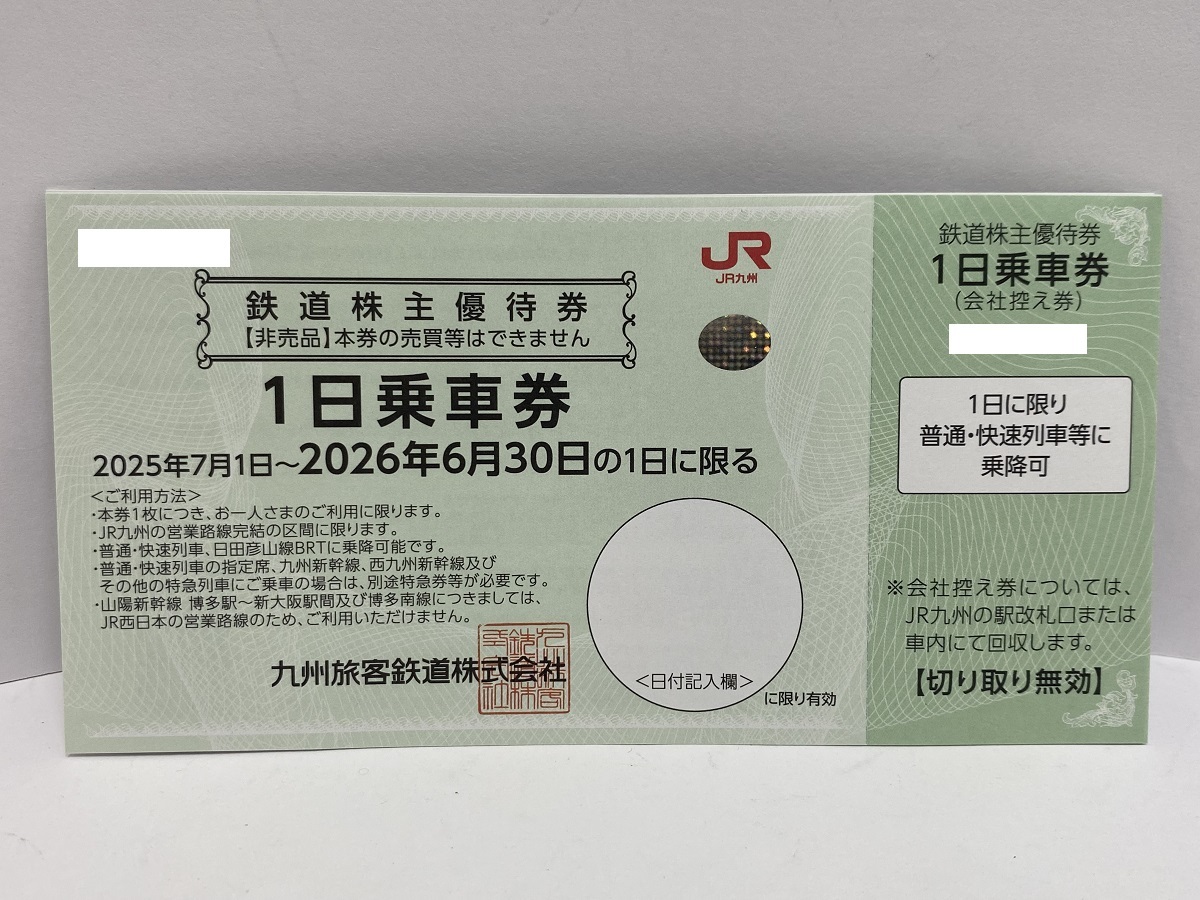 JR
JR九州
鉄道株主優待券
【非売品】本券の売買等はできません
1日乗車券
2025年7月1日～2026年6月30日の1日に限る
＜ご利用方法＞
・本券1枚につき、お一人さまのご利用に限ります。
・JR九州の営業路線完結の区間に限ります。
・普通・快速列車、日田彦山線BRTに乗降可能です。
・普通・快速列車の指定席、九州新幹線、西九州新幹線及び
その他の特急列車にご乗車の場合は、別途特急券等が必要です。
・山陽新幹線 博多駅～新大阪駅間及び博多南線につきましては、
JR西日本の営業路線のため、ご利用いただけません。
九州旅客鉄道株式会社
＜日付記入欄＞
に限り有効
鉄道株主優待券
1日乗車券
（会社控え券）
1日に限り
普通・快速列車等に
乗降可
※会社控え券については、
JR九州の駅改札口または
車内にて回収します。
【切り取り無効】